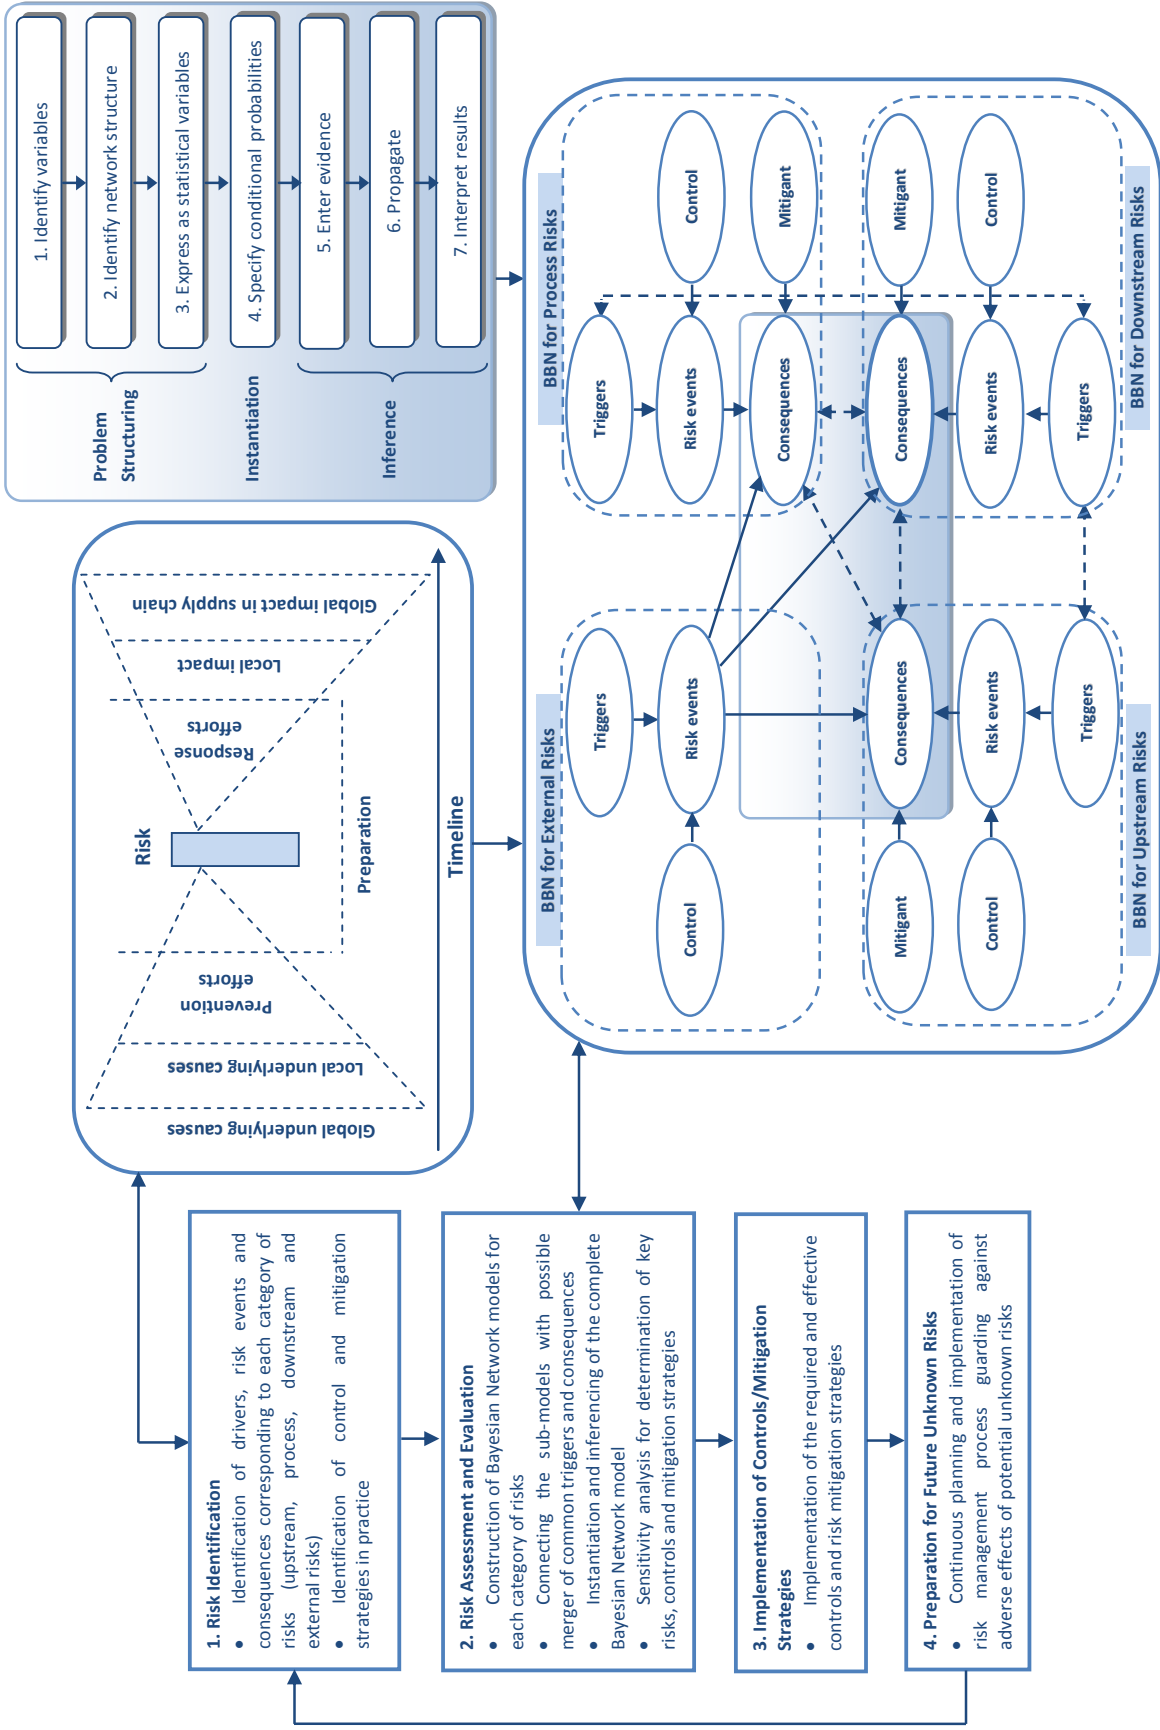 1. Risk Identification
• Identification of drivers, risk events and
consequences corresponding to each category of
risks (upstream, process, downstream and
external risks)
• Identification of control and mitigation
strategies in practice
2. Risk Assessment and Evaluation
• Construction of Bayesian Network models for
each category of risks
• Connecting the sub-models with possible
merger of common triggers and consequences
• Instantiation and inferencing of the complete
Bayesian Network model
• Sensitivity analysis for determination of key
risks, controls and mitigation strategies
3. Implementation of Controls/Mitigation
Strategies
• Implementation of the required and effective
controls and risk mitigation strategies
4. Preparation for Future Unknown Risks
• Continuous planning and implementation of
risk management process guarding against
adverse effects of potential unknown risks
Global underlying causes
Local underlying causes
Prevention
efforts
Risk
Preparation
Response
efforts
Local impact
Global impact in supply chain
Timeline
Problem
Structuring
Instantiation
Inference
1. Identify variables
2. Identify network structure
3. Express as statistical variables
4. Specify conditional probabilities
5. Enter evidence
6. Propagate
7. Interpret results
BBN for External Risks
Triggers
Risk events
Control
BBN for Process Risks
Triggers
Risk events
Control
Consequences
Mitigant
BBN for Upstream Risks
Mitigant
Consequences
Control
Risk events
Triggers
BBN for Downstream Risks
Consequences
Mitigant
Risk events
Control
Triggers